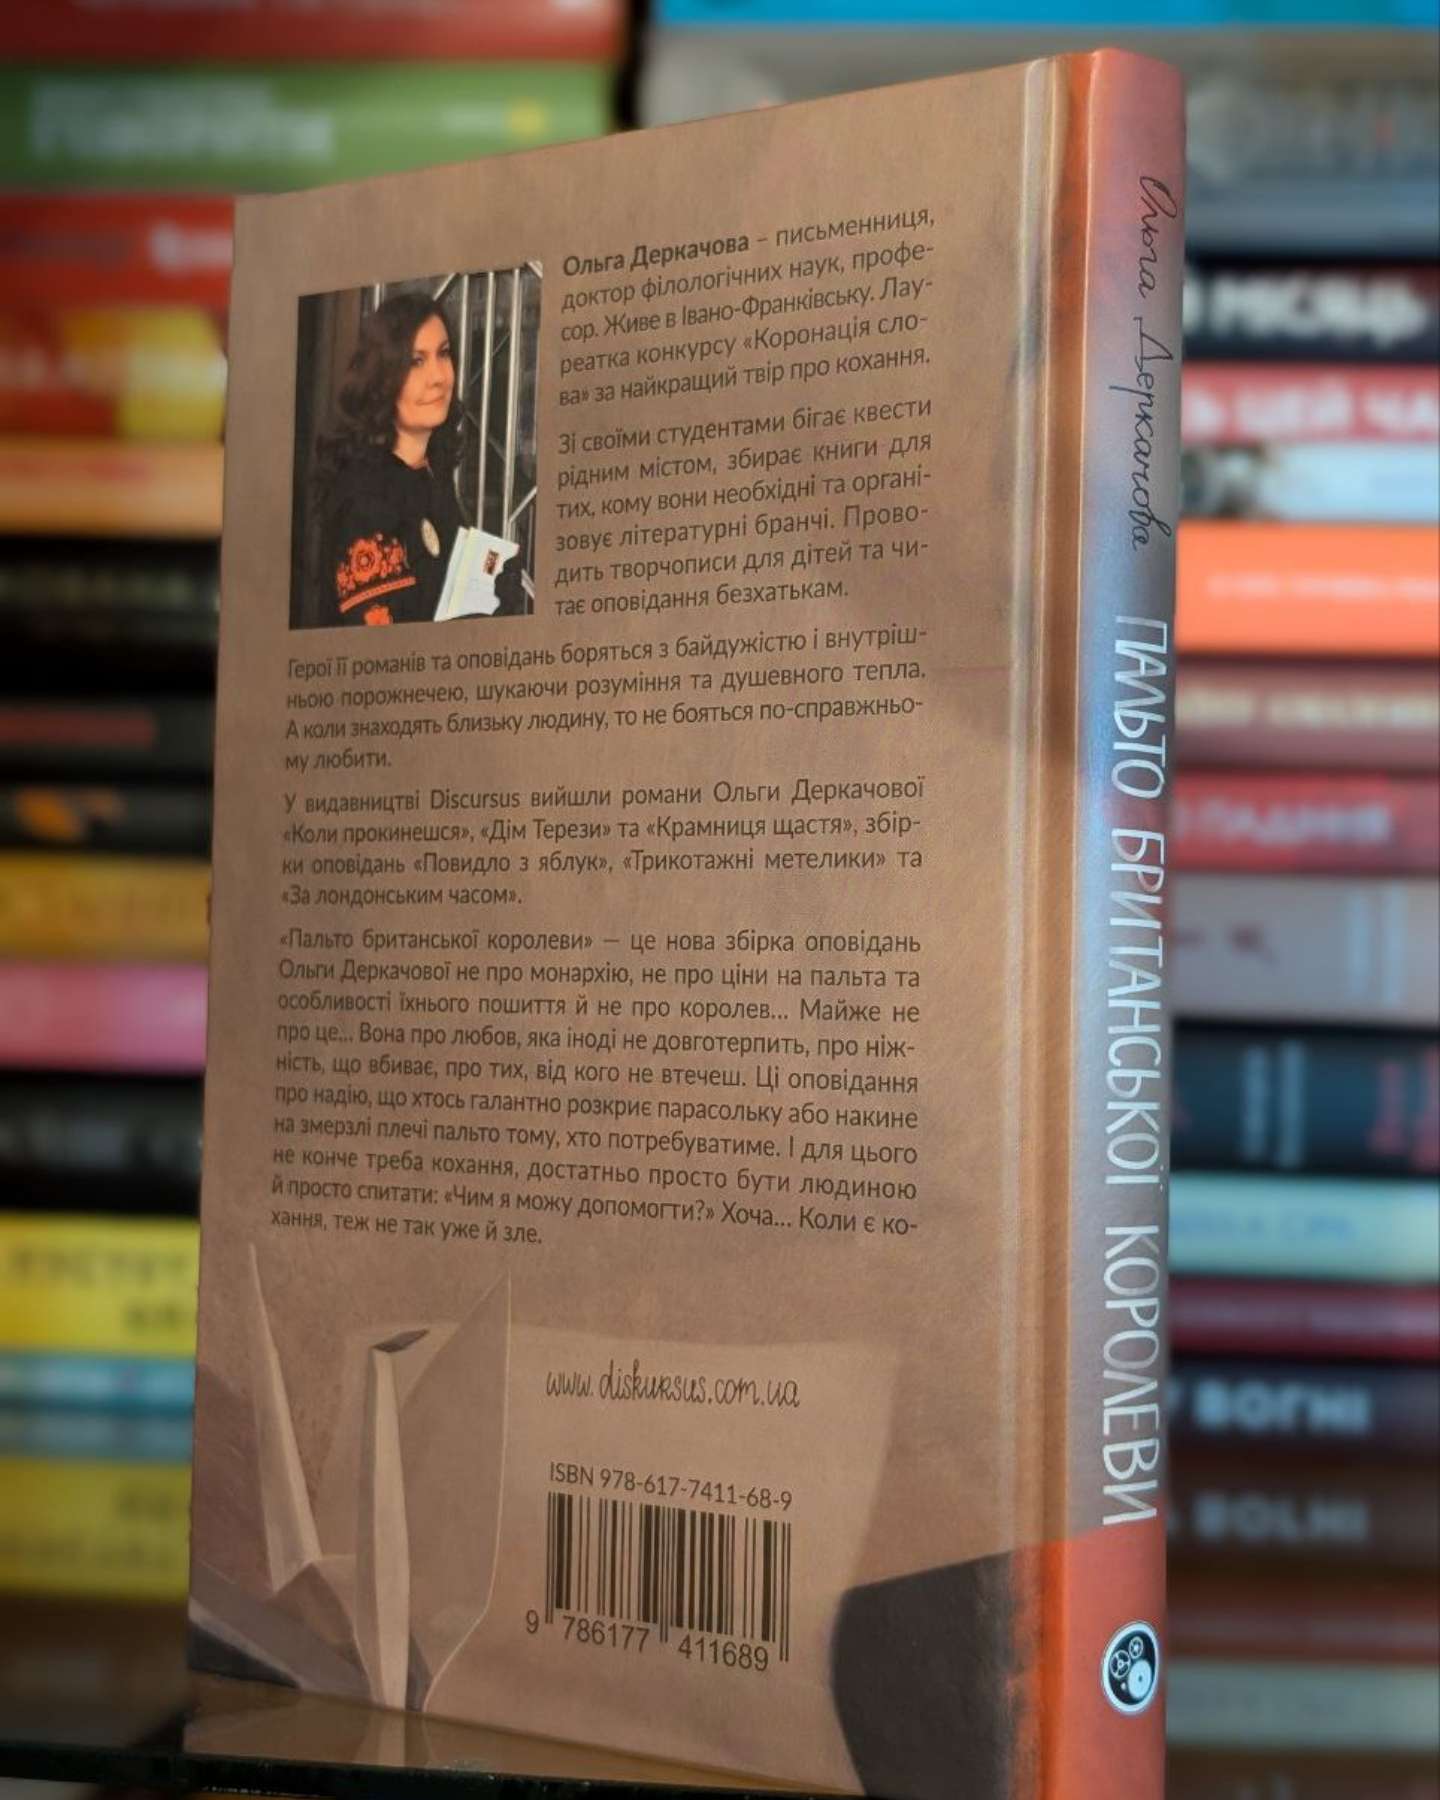 Ольга Деркачова – письменниця,
доктор філологічних наук, профе-
сор. Живе в Івано-Франківську. Лау-
реатка конкурсу «Коронація сло-
ва» за найкращий твір про кохання.
Зі своїми студентами бігає квести
рідним містом, збирає книги для
тих, кому вони необхідні та органі-
зовує літературні бранчі. Прово-
дить творчописи для дітей та чи-
тає оповідання безхатькам.
Герої її романів та оповідань боряться з байдужістю і внутріш-
ньою порожнечею, шукаючи розуміння та душевного тепла.
А коли знаходять близьку людину, то не бояться по-справжньо-
му любити.
У видавництві Discursus вийшли романи Ольги Деркачової
«Коли прокинешся», «Дім Терези» та «Крамниця щастя», збір-
ки оповідань «Повидло з яблук», «Трикотажні метелики» та
«За лондонським часом».
«Пальто британської королеви» — це нова збірка оповідань
Ольги Деркачової не про монархію, не про ціни на пальта та
особливості їхнього пошиття й не про королев... Майже не
про це... Вона про любов, яка іноді не довготерпить, про ніж-
ність, що вбиває, про тих, від кого не втечеш. Ці оповідання
про надію, що хтось галантно розкриє парасольку або накине
на змерзлі плечі пальто тому, хто потребуватиме. І для цього
не конче треба кохання, достатньо просто бути людиною
й просто спитати: «Чим я можу допомогти?» Хоча... Коли є ко-
хання, теж не так уже й зле.
www.diskursus.com.ua
ISBN 978-617-7411-68-9
9 786177 411689
Ольга Деркачова
ПАЛЬТО БРИТАНСЬКОЇ КОРОЛЕВИ
МІСЯЦЬ
ВОГНІ
ВОЛНІ